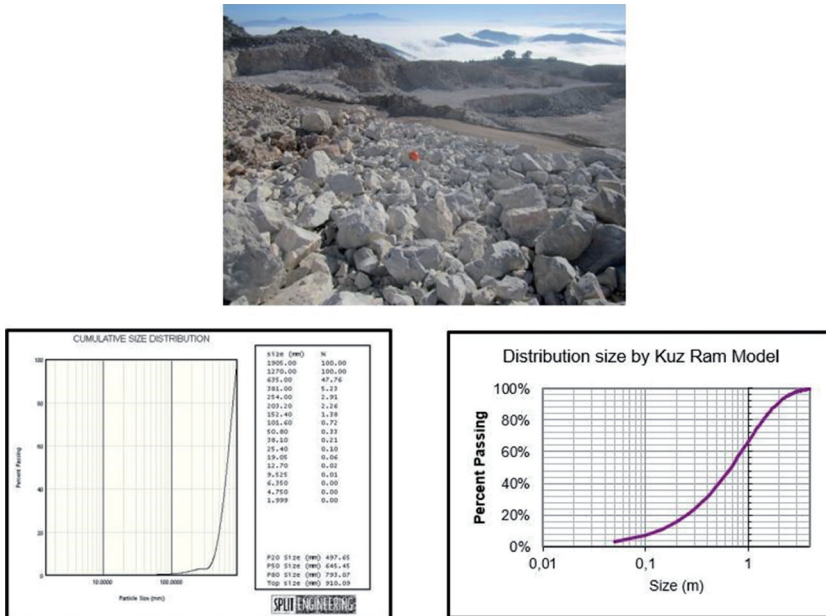 CUMULATIVE SIZE DISTRIBUTION
100
80
60
40
20
0
10.0000 100.0000
Percent Passing
Particle Size (mm)
Size (mm) %
1905.00 100.00
1270.00 100.00
635.00 47.76
381.00 5.23
254.00 2.91
203.20 2.26
152.40 1.38
101.60 0.72
50.80 0.33
38.10 0.21
25.40 0.10
19.05 0.06
12.70 0.02
9.525 0.01
6.350 0.00
4.750 0.00
1.999 0.00
P20 Size (mm) 497.65
P50 Size (mm) 645.45
P80 Size (mm) 793.07
Top size (mm) 910.09
SPLIT ENGINEERING
Distribution size by Kuz Ram Model
Percent Passing
100%
80%
60%
40%
20%
0%
0,01 0,1 1
Size (m)